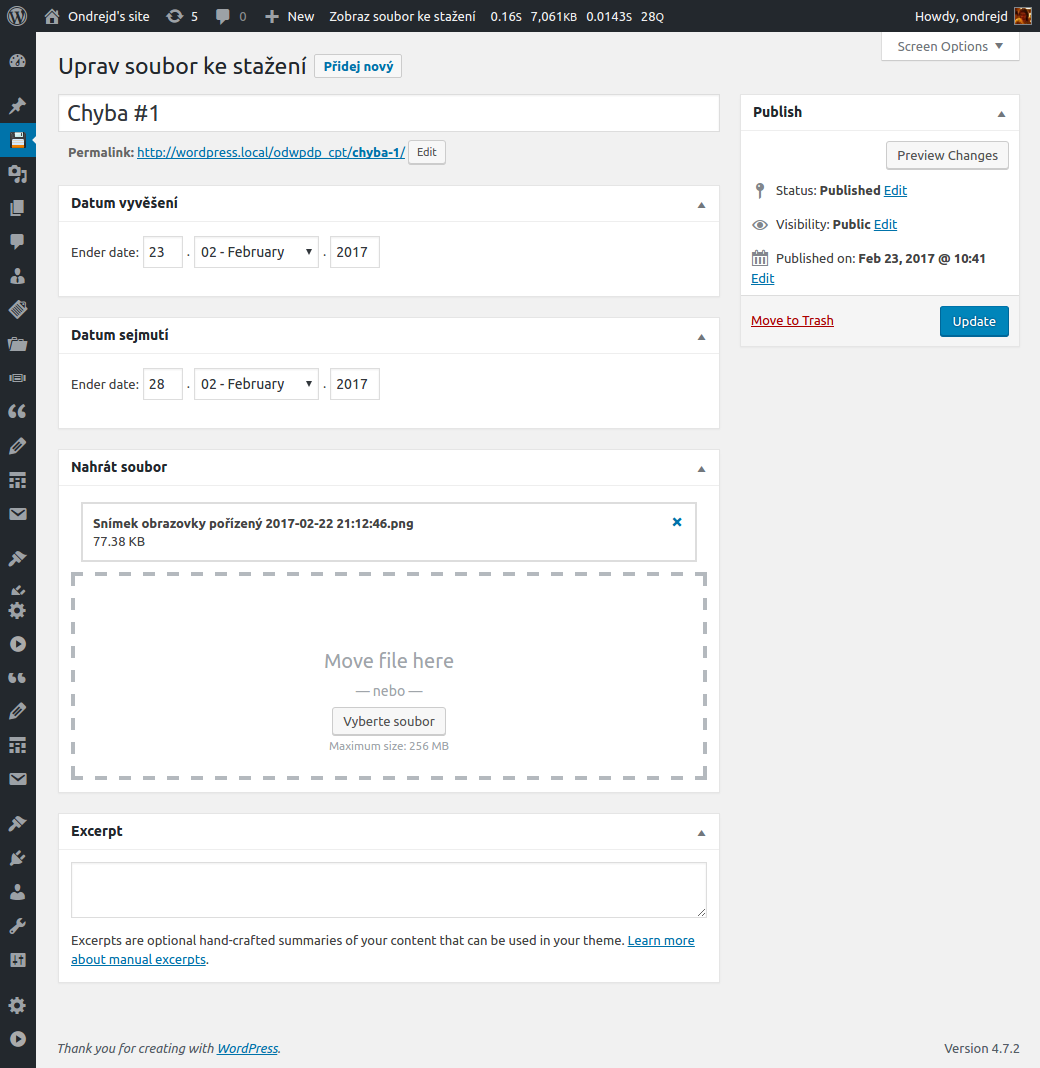 Ondrejd's site 5 0 New Zobraz soubor ke stažení 0.16s 7,061KB 0.0143s 28Q Howdy, ondrejd
Screen Options
Uprav soubor ke stažení Přidej nový
Chyba #1
Permalink: http://wordpress.local/odwpdp_cpt/chyba-1/ Edit
Datum vyvěšení
Ender date: 23 . 02 - February . 2017
Datum sejmutí
Ender date: 28 . 02 - February . 2017
Nahrát soubor
Snímek obrazovky pořízený 2017-02-22 21:12:46.png
77.38 KB
Move file here
— nebo —
Vyberte soubor
Maximum size: 256 MB
Excerpt
Excerpts are optional hand-crafted summaries of your content that can be used in your theme. Learn more
about manual excerpts.
Publish
Preview Changes
Status: Published Edit
Visibility: Public Edit
Published on: Feb 23, 2017 @ 10:41
Edit
Move to Trash Update
Thank you for creating with WordPress. Version 4.7.2